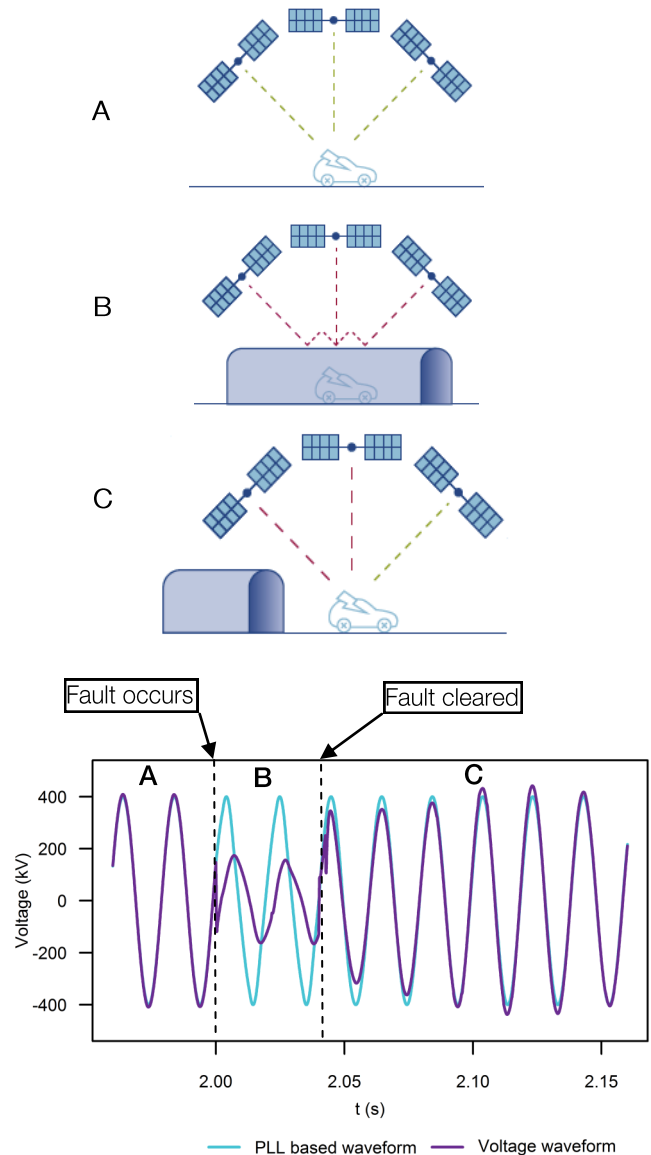 A
B
C
Fault occurs
Fault cleared
A
B
C
400
200
0
-200
-400
Voltage (kV)
2.00
2.05
2.10
2.15
t (s)
PLL based waveform
Voltage waveform